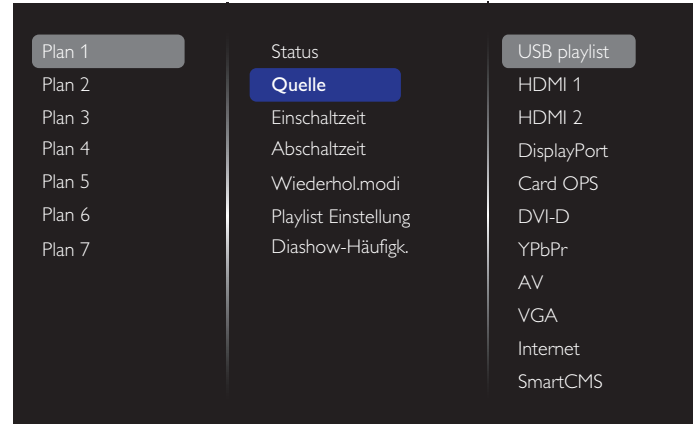 Plan 1
Plan 2
Plan 3
Plan 4
Plan 5
Plan 6
Plan 7
Status
Quelle
Einschaltzeit
Abschaltzeit
Wiederhol.modi
Playlist Einstellung
Diashow-Häufigk.
USB playlist
HDMI 1
HDMI 2
DisplayPort
Card OPS
DVI-D
YPbPr
AV
VGA
Internet
SmartCMS